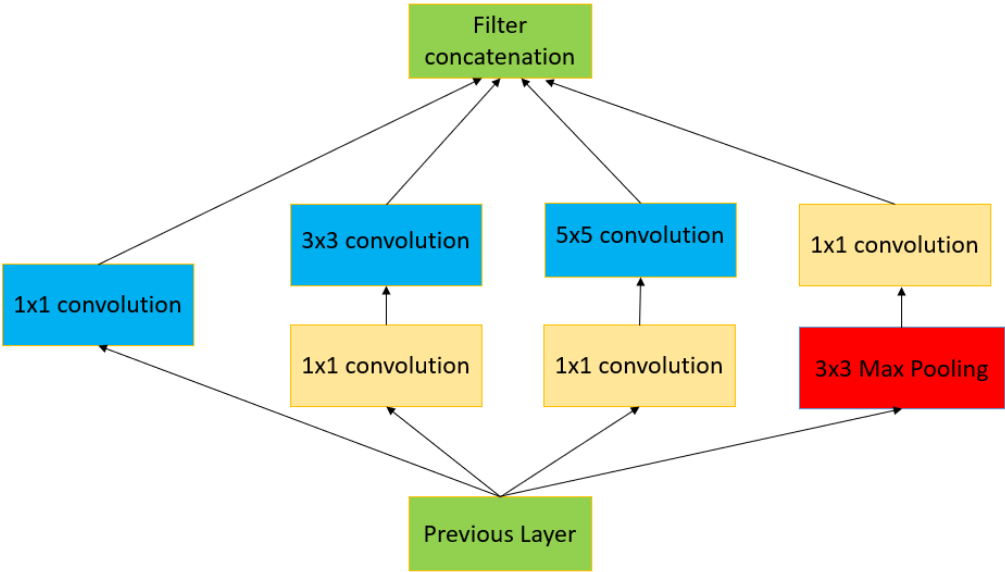 Filter
concatenation
3x3 convolution
5x5 convolution
1x1 convolution
1x1 convolution
1x1 convolution
1x1 convolution
3x3 Max Pooling
Previous Layer